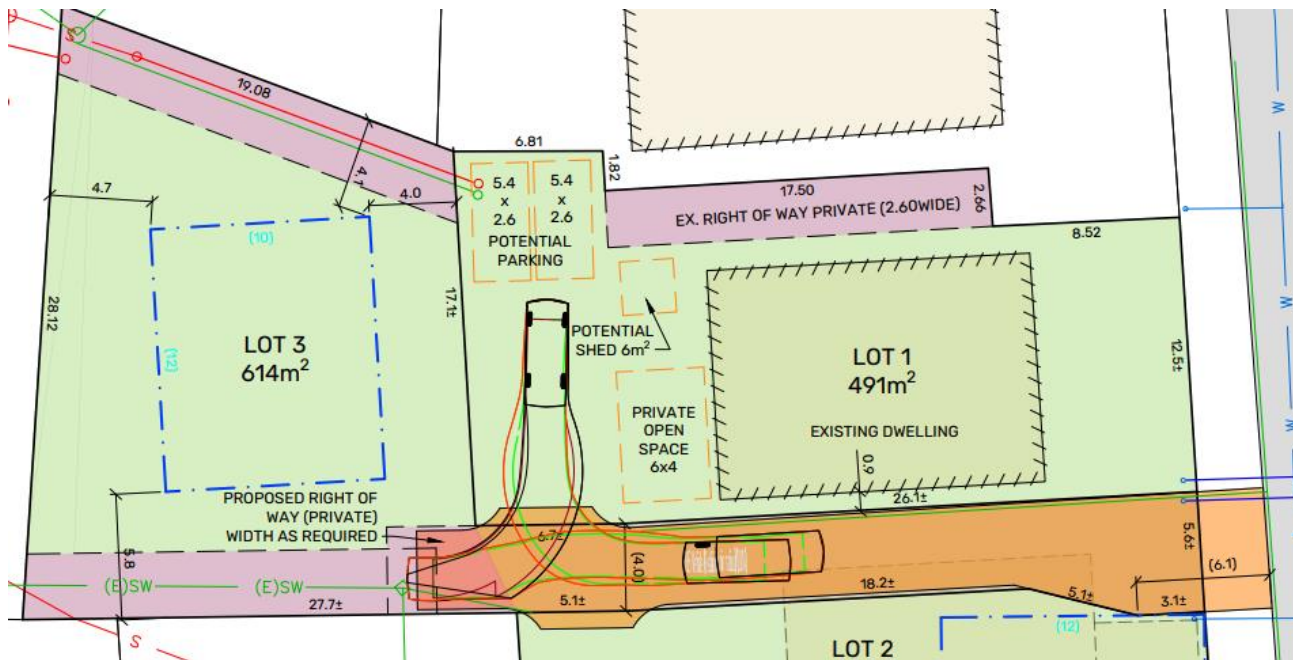 S
19.08
4.7
4.7
4.0
6.81
1.82
5.4
x
2.6
5.4
x
2.6
POTENTIAL
PARKING
17.50
2.66
EX. RIGHT OF WAY PRIVATE (2.60WIDE)
8.52
W
W
W
(10)
(12)
28.12
17.1±
LOT 3
614m²
POTENTIAL
SHED 6m²
LOT 1
491m²
12.5±
PRIVATE
OPEN
SPACE
6x4
EXISTING DWELLING
0.9
26.1±
PROPOSED RIGHT OF
WAY (PRIVATE)
WIDTH AS REQUIRED
5.8
6.7±
(4.0)
5.6±
(6.1)
(E)SW
(E)SW
27.7±
5.1±
18.2±
5.1±
3.1±
(12)
S
LOT 2